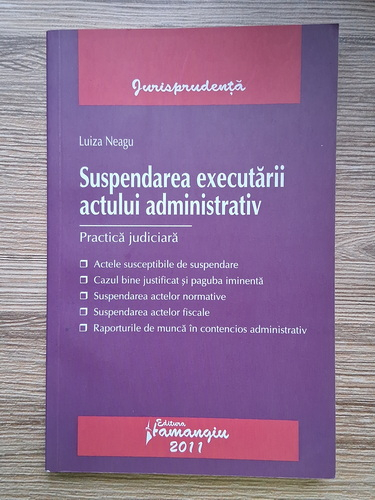 Jurisprudență
Luiza Neagu
Suspendarea executării
actului administrativ
Practică judiciară
❒ Actele susceptibile de suspendare
❒ Cazul bine justificat și paguba iminentă
❒ Suspendarea actelor normative
❒ Suspendarea actelor fiscale
❒ Raporturile de muncă în contencios administrativ
Editura
Hamangiu
2011